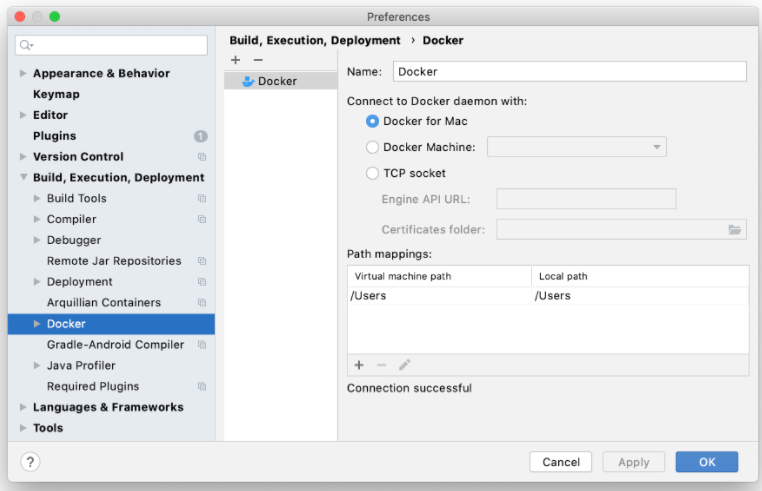 Preferences
Build, Execution, Deployment › Docker
Appearance & Behavior
Keymap
Editor
Plugins 1
Version Control
Build, Execution, Deployment
Build Tools
Compiler
Debugger
Remote Jar Repositories
Deployment
Arquillian Containers
Docker
Gradle-Android Compiler
Java Profiler
Required Plugins
Languages & Frameworks
Tools
Docker
Name: Docker
Connect to Docker daemon with:
Docker for Mac
Docker Machine:
TCP socket
Engine API URL:
Certificates folder:
Path mappings:
Virtual machine path Local path
/Users /Users
Connection successful
? Cancel Apply OK